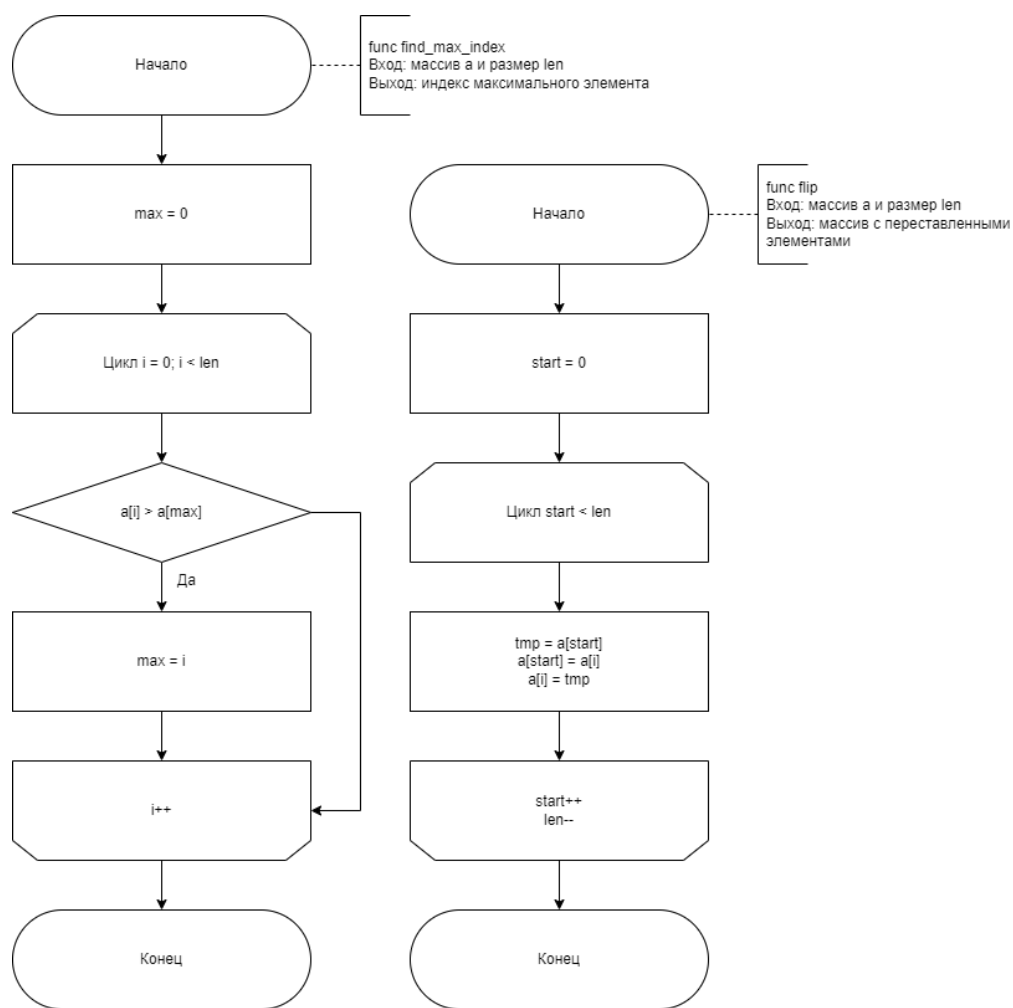 Начало
func find_max_index
Вход: массив a и размер len
Выход: индекс максимального элемента
max = 0
Цикл i = 0; i < len
a[i] > a[max]
Да
max = i
i++
Конец
Начало
func flip
Вход: массив a и размер len
Выход: массив с переставленными
элементами
start = 0
Цикл start < len
tmp = a[start]
a[start] = a[i]
a[i] = tmp
start++
len--
Конец